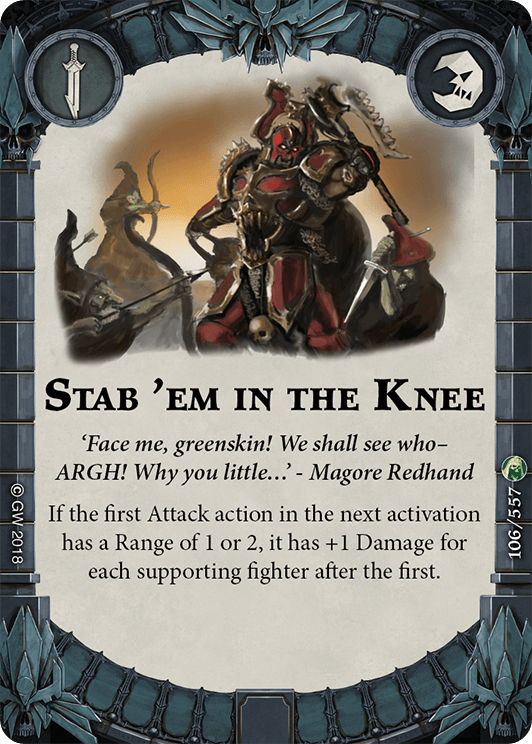 STAB ’EM IN THE KNEE
‘Face me, greenskin! We shall see who–
ARGH! Why you little…’ - Magore Redhand
If the first Attack action in the next activation
has a Range of 1 or 2, it has +1 Damage for
each supporting fighter after the first.
© GW 2018
106/557